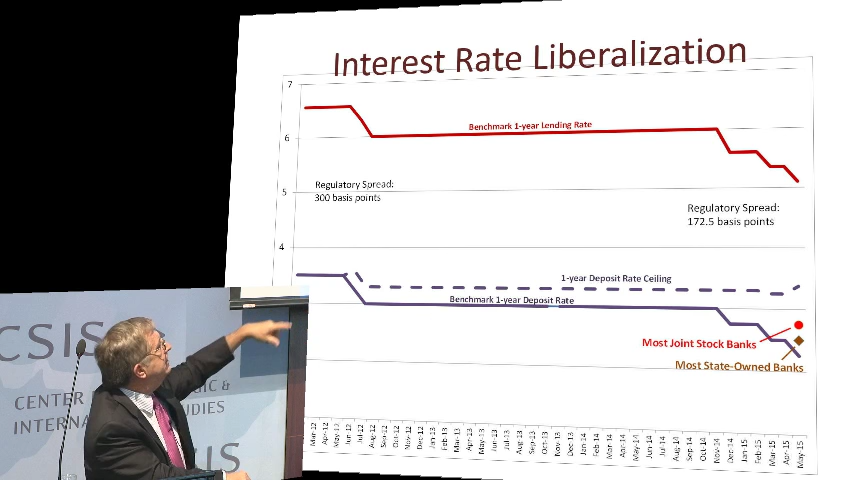 Interest Rate Liberalization
7
6
5
4
Benchmark 1-year Lending Rate
Regulatory Spread:
300 basis points
Regulatory Spread:
172.5 basis points
1-year Deposit Rate Ceiling
Benchmark 1-year Deposit Rate
Most Joint Stock Banks
Most State-Owned Banks
Mar-12
Apr-12
May-12
Jun-12
Jul-12
Aug-12
Sep-12
Oct-12
Nov-12
Dec-12
Jan-13
Feb-13
Mar-13
Apr-13
May-13
Jun-13
Jul-13
Aug-13
Sep-13
Oct-13
Nov-13
Dec-13
Jan-14
Feb-14
Mar-14
Apr-14
May-14
Jun-14
Jul-14
Aug-14
Sep-14
Oct-14
Nov-14
Dec-14
Jan-15
Feb-15
Mar-15
Apr-15
May-15
CSIS
CENTER IC &
INTERNA UDIES
SIS